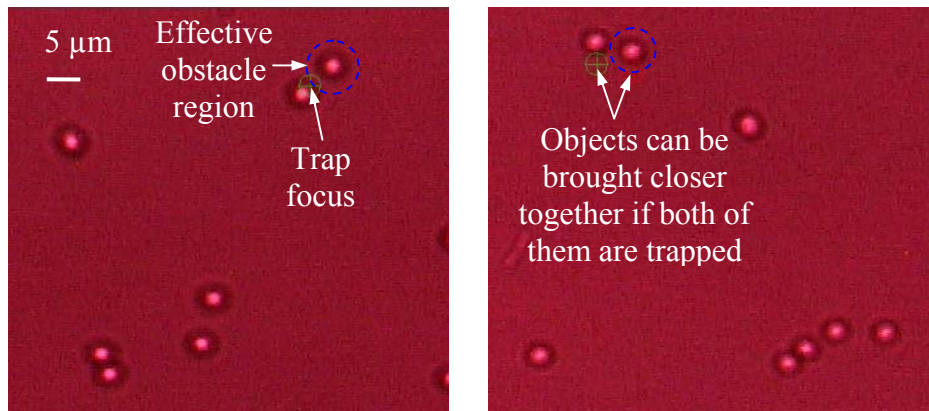 5 µm
Effective
obstacle
region
Trap
focus
Objects can be
brought closer
together if both of
them are trapped